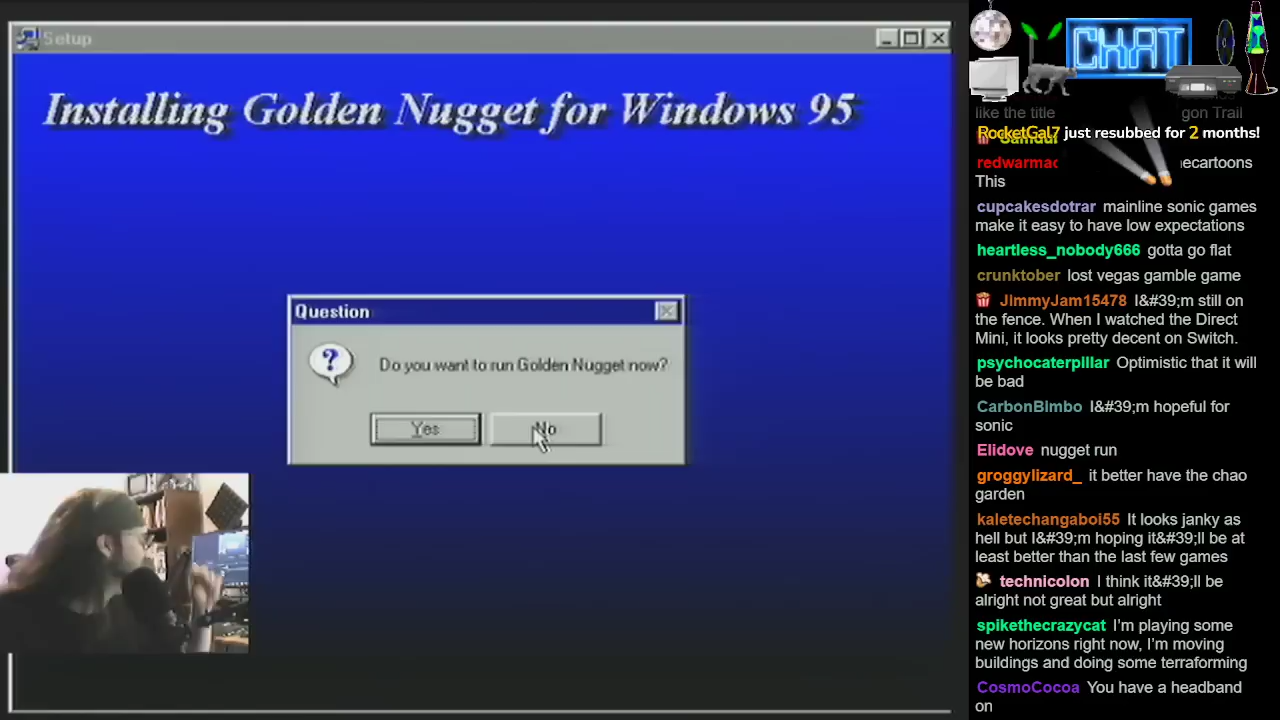 Setup
Installing Golden Nugget for Windows 95
Question
Do you want to run Golden Nugget now?
Yes
No
CHAT
like the title
gon Trail
RocketGal7 just resubbed for 2 months!
redwarmac
ecartoons
This
cupcakesdotrar mainline sonic games
make it easy to have low expectations
heartless_nobody666 gotta go flat
crunktober lost vegas gamble game
JImmyJam15478 I&#39;m still on
the fence. When I watched the Direct
Mini, it looks pretty decent on Switch.
psychocaterpillar Optimistic that it will
be bad
CarbonBimbo I&#39;m hopeful for
sonic
Elidove nugget run
groggylizard_ it better have the chao
garden
kaletechangaboi55 It looks janky as
hell but I&#39;m hoping it&#39;ll be at
least better than the last few games
technicolon I think it&#39;ll be
alright not great but alright
spikethecrazycat I'm playing some
new horizons right now, I'm moving
buildings and doing some terraforming
CosmoCocoa You have a headband
on